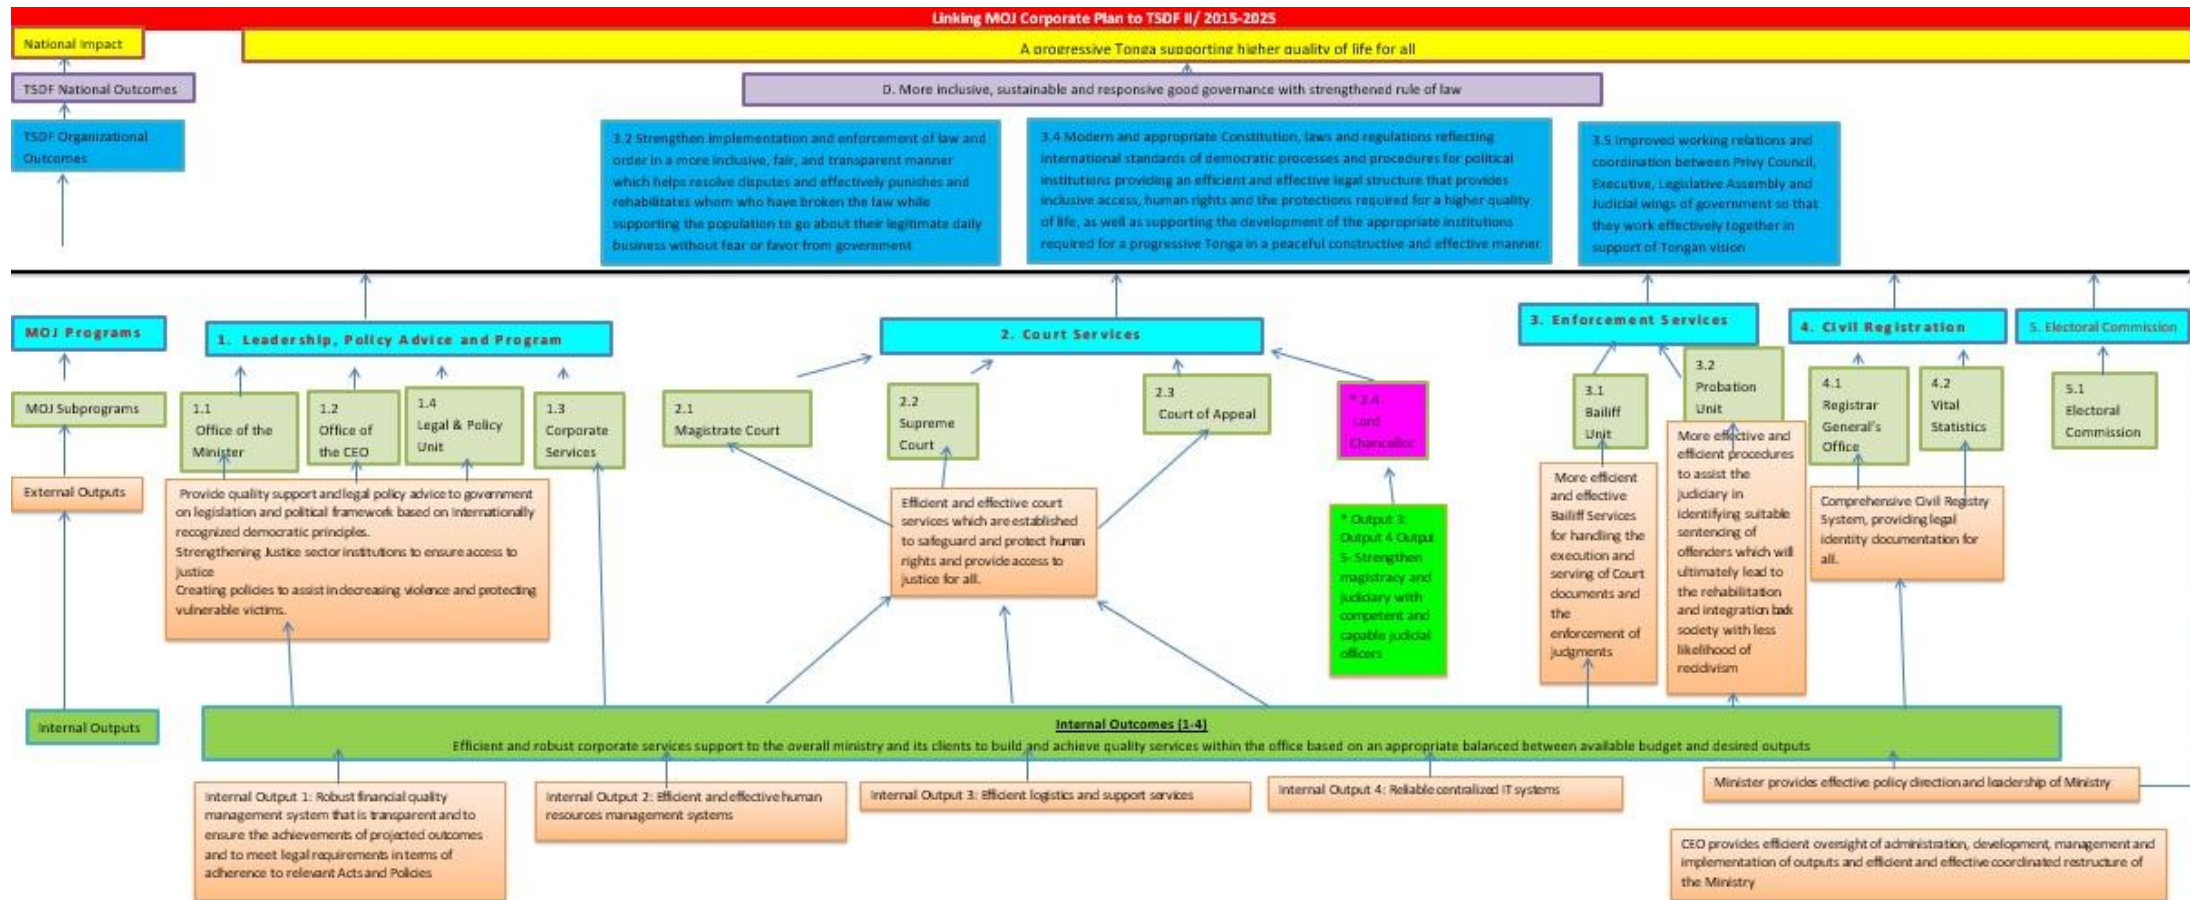 Linking MOJ Corporate Plan to TSDF II/ 2015-2025
National Impact
A progressive Tonga supporting higher quality of life for all
TSDF National Outcomes
D. More inclusive, sustainable and responsive good governance with strengthened rule of law
TSDF Organizational
Outcomes
3.2 Strengthen implementation and enforcement of law and
order in a more inclusive, fair, and transparent manner
which helps resolve disputes and effectively punishes and
rehabilitates whom who have broken the law while
supporting the population to go about their legitimate daily
business without fear or favor from government
3.4 Modern and appropriate Constitution, laws and regulations reflecting
international standards of democratic processes and procedures for political
institutions providing an efficient and effective legal structure that provides
inclusive access, human rights and the protections required for a higher quality
of life, as well as supporting the development of the appropriate institutions
required for a progressive Tonga in a peaceful constructive and effective manner
3.5 Improved working relations and
coordination between Privy Council,
Executive, Legislative Assembly and
Judicial wings of government so that
they work effectively together in
support of Tongan vision
MOJ Programs
1. Leadership, Policy Advice and Program
2. Court Services
3. Enforcement Services
4. Civil Registration
5. Electoral Commission
MOJ Subprograms
1.1
Office of the
Minister
1.2
Office of
the CEO
1.4
Legal & Policy
Unit
1.3
Corporate
Services
2.1
Magistrate Court
2.2
Supreme
Court
2.3
Court of Appeal
* 2.4
Lord
Chancellor
3.1
Bailiff
Unit
3.2
Probation
Unit
4.1
Registrar
General's
Office
4.2
Vital
Statistics
5.1
Electoral
Commission
External Outputs
Provide quality support and legal policy advice to government
on legislation and political framework based on Internationally
recognized democratic principles.
Strengthening Justice sector institutions to ensure access to
justice
Creating policies to assist in decreasing violence and protecting
vulnerable victims.
Efficient and effective court
services which are established
to safeguard and protect human
rights and provide access to
justice for all.
* Output 3:
Output 4 Output
5- Strengthen
magistracy and
judiciary with
competent and
capable judicial
officers
More efficient
and effective
Bailiff Services
for handling the
execution and
serving of Court
documents and
the
enforcement of
judgments
More effective and
efficient procedures
to assist the
judiciary in
identifying suitable
sentencing of
offenders which will
ultimately lead to
the rehabilitation
and integration back
society with less
likelihood of
recidivism
Comprehensive Civil Registry
System, providing legal
identity documentation for
all.
Internal Outputs
Internal Outcomes (1-4)
Efficient and robust corporate services support to the overall ministry and its clients to build and achieve quality services within the office based on an appropriate balanced between available budget and desired outputs
Internal Output 1: Robust financial quality
management system that is transparent and to
ensure the achievements of projected outcomes
and to meet legal requirements in terms of
adherence to relevant Acts and Policies
Internal Output 2: Efficient and effective human
resources management systems
Internal Output 3: Efficient logistics and support services
Internal Output 4: Reliable centralized IT systems
Minister provides effective policy direction and leadership of Ministry
CEO provides efficient oversight of administration, development, management and
implementation of outputs and efficient and effective coordinated restructure of
the Ministry